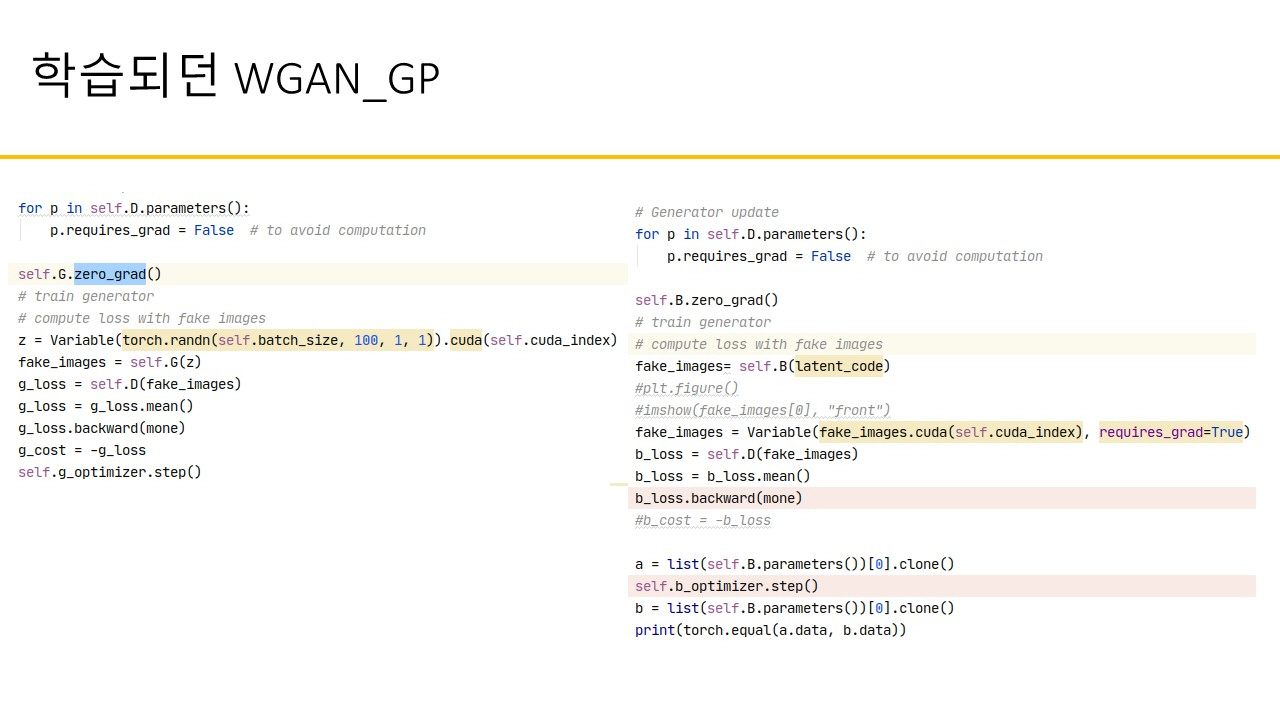 학습되던 WGAN_GP
for p in self.D.parameters():
p.requires_grad = False  # to avoid computation
self.G.zero_grad()
# train generator
# compute loss with fake images
z = Variable(torch.randn(self.batch_size, 100, 1, 1)).cuda(self.cuda_index)
fake_images = self.G(z)
g_loss = self.D(fake_images)
g_loss = g_loss.mean()
g_loss.backward(mone)
g_cost = -g_loss
self.g_optimizer.step()
# Generator update
for p in self.D.parameters():
p.requires_grad = False  # to avoid computation
self.B.zero_grad()
# train generator
# compute loss with fake images
fake_images= self.B(latent_code)
#plt.figure()
#imshow(fake_images[0], "front")
fake_images = Variable(fake_images.cuda(self.cuda_index), requires_grad=True)
b_loss = self.D(fake_images)
b_loss = b_loss.mean()
b_loss.backward(mone)
#b_cost = -b_loss
a = list(self.B.parameters())[0].clone()
self.b_optimizer.step()
b = list(self.B.parameters())[0].clone()
print(torch.equal(a.data, b.data))